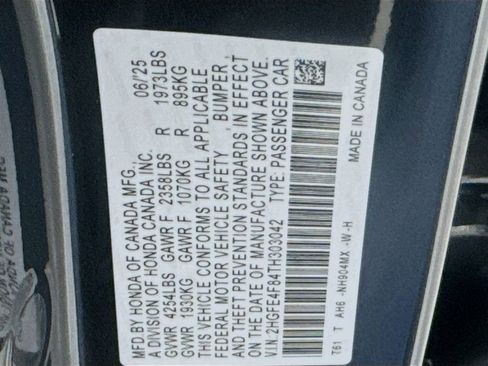 MFD BY HONDA OF CANADA MFG., 06/'25
A DIVISION OF HONDA CANADA INC.
GVWR 4254LBS GAWR F 2358LBS R 1973LBS
GVWR 1930KG GAWR F 1070KG R 895KG
THIS VEHICLE CONFORMS TO ALL APPLICABLE
FEDERAL MOTOR VEHICLE SAFETY , BUMPER ,
AND THEFT PREVENTION STANDARDS IN EFFECT
ON THE DATE OF MANUFACTURE SHOWN ABOVE.
V.I.N. 2HGFE4F84TH303042 TYPE: PASSENGER CAR
T61 T AH6 -NH904MX -W -H
MADE IN CANADA